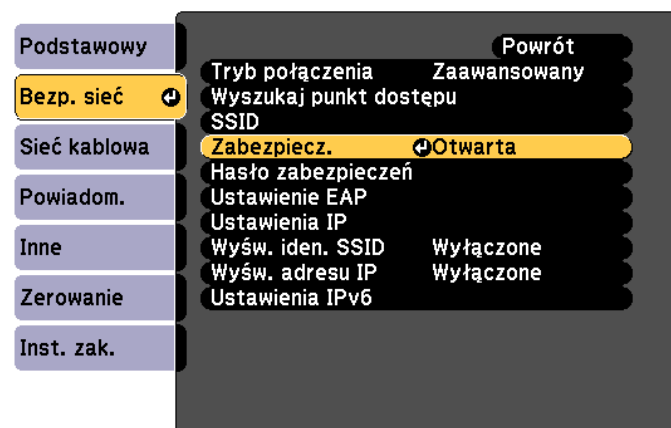 Podstawowy
Bezp. sieć
Sieć kablowa
Powiadom.
Inne
Zerowanie
Inst. zak.
Powrót
Tryb połączenia Zaawansowany
Wyszukaj punkt dostępu
SSID
Zabezpiecz. Otwarta
Hasło zabezpieczeń
Ustawienie EAP
Ustawienia IP
Wyśw. iden. SSID Wyłączone
Wyśw. adresu IP Wyłączone
Ustawienia IPv6